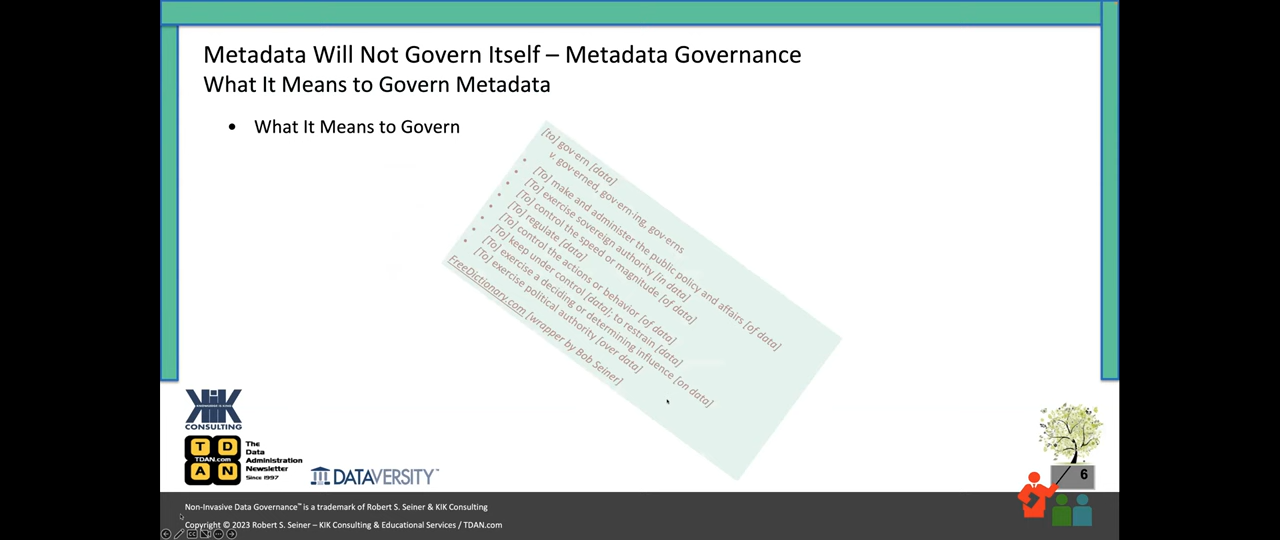 Metadata Will Not Govern Itself – Metadata Governance
What It Means to Govern Metadata
• What It Means to Govern
[to] gov·ern [data]
v. gov·erned, gov·ern·ing, gov·erns
• [To] make and administer the public policy and affairs [of data]
• [To] exercise sovereign authority [in data]
• [To] control the speed or magnitude [of data]
• [To] regulate [data]
• [To] control the actions or behavior [of data]
• [To] keep under control [data]; to restrain [data]
• [To] exercise a deciding or determining influence [on data]
• [To] exercise political authority [over data]
FreeDictionary.com [wrapper by Bob Seiner]
KIK
CONSULTING
T D
TDAN.com
A N
The
Data
Administration
Newsletter
Since 1997
DATAVERSITY™
6
Non-Invasive Data Governance™ is a trademark of Robert S. Seiner & KIK Consulting
Copyright © 2023 Robert S. Seiner – KIK Consulting & Educational Services / TDAN.com